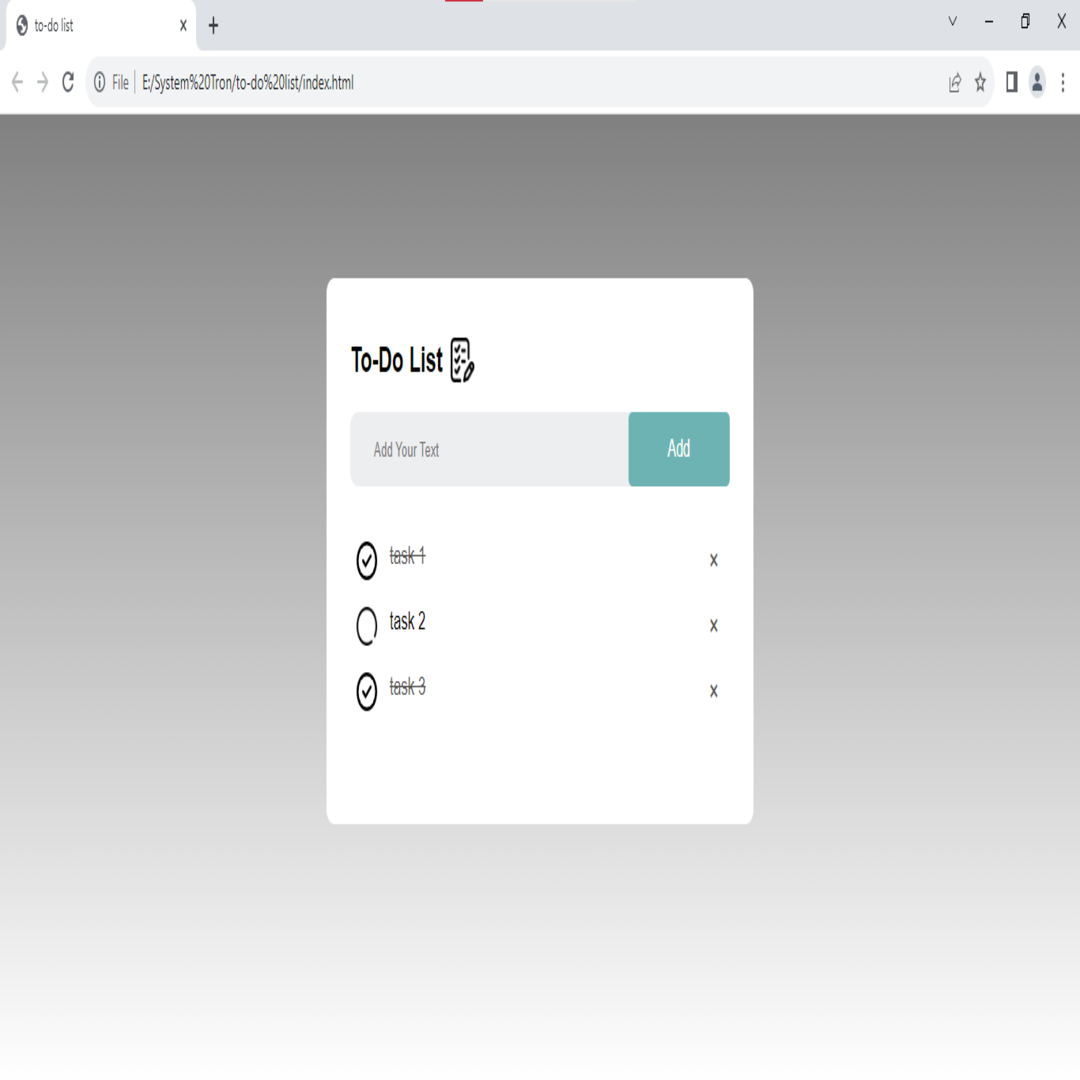 to-do list
File E:/System%20Tron/to-do%20list/index.html
To-Do List
Add Your Text Add
task 1 ×
task 2 ×
task 3 ×